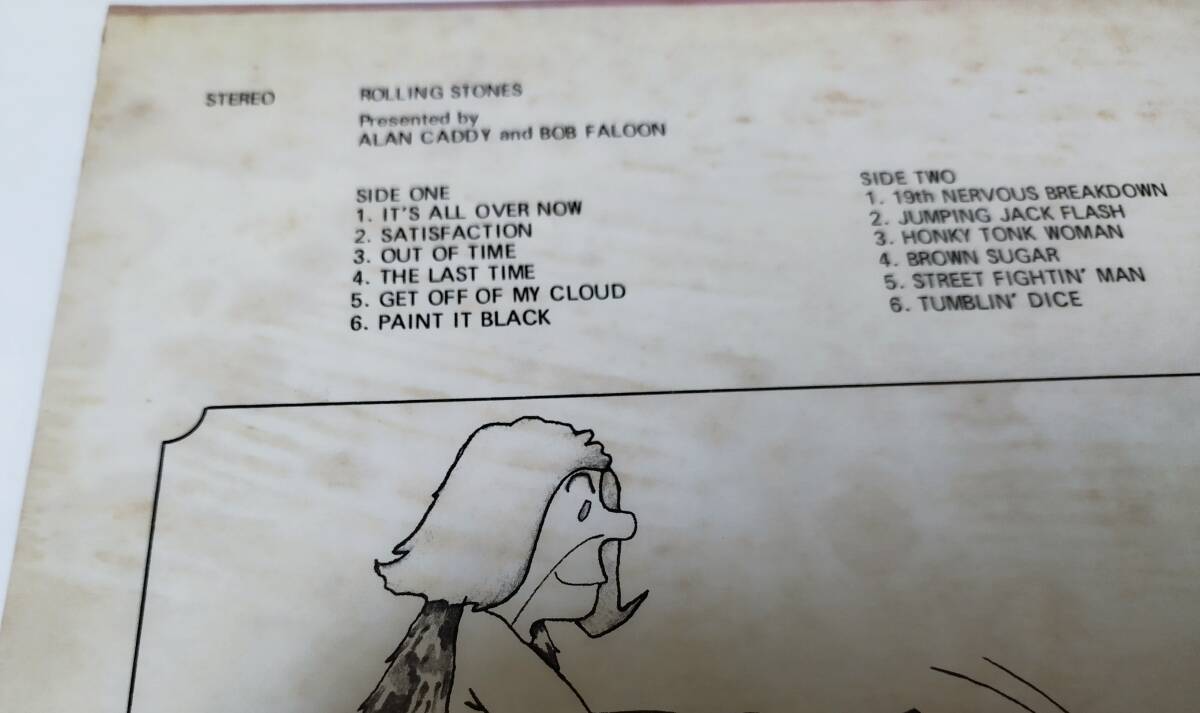 STEREO
ROLLING STONES
Presented by
ALAN CADDY and BOB FALOON
SIDE ONE
1. IT'S ALL OVER NOW
2. SATISFACTION
3. OUT OF TIME
4. THE LAST TIME
5. GET OFF OF MY CLOUD
6. PAINT IT BLACK
SIDE TWO
1. 19th NERVOUS BREAKDOWN
2. JUMPING JACK FLASH
3. HONKY TONK WOMAN
4. BROWN SUGAR
5. STREET FIGHTIN' MAN
6. TUMBLIN' DICE